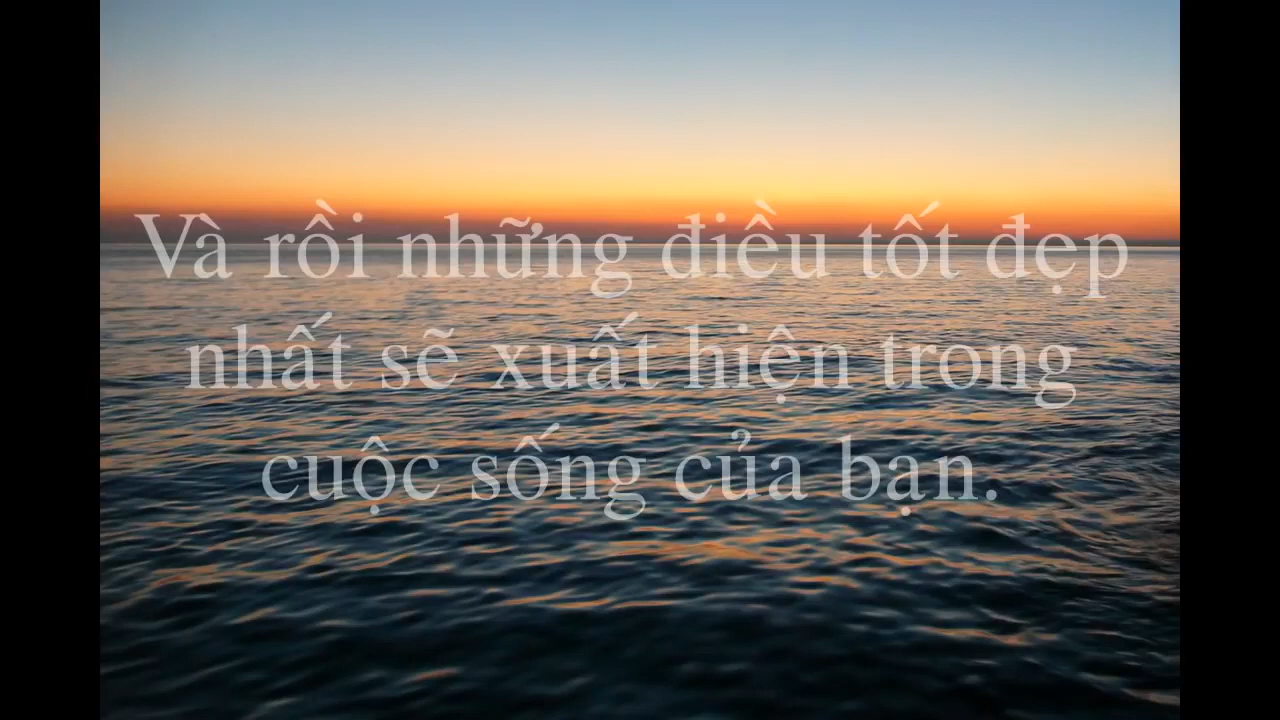 Và rồi những điều tốt đẹp
nhất sẽ xuất hiện trong
cuộc sống của bạn.